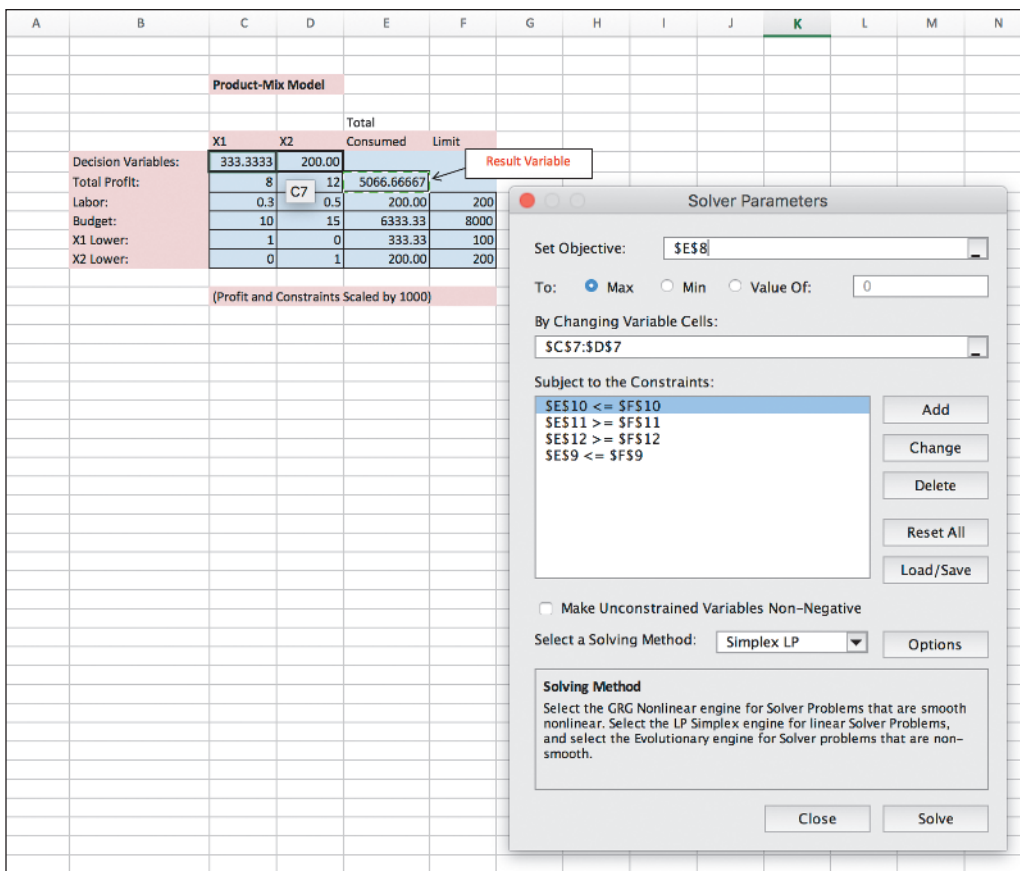 A B C D E F G H I J K L M N
Product-Mix Model
Total
X1 X2 Consumed Limit
Decision Variables: 333.3333 200.00
Total Profit: 8 12 5066.66667
Labor: 0.3 0.5 200.00 200
Budget: 10 15 6333.33 8000
X1 Lower: 1 0 333.33 100
X2 Lower: 0 1 200.00 200
C7
(Profit and Constraints Scaled by 1000)
Result Variable
Solver Parameters
Set Objective: $E$8
To: Max Min Value Of: 0
By Changing Variable Cells:
$C$7:$D$7
Subject to the Constraints:
$E$10 <= $F$10
$E$11 >= $F$11
$E$12 >= $F$12
$E$9 <= $F$9
Add
Change
Delete
Reset All
Load/Save
Make Unconstrained Variables Non-Negative
Select a Solving Method: Simplex LP Options
Solving Method
Select the GRG Nonlinear engine for Solver Problems that are smooth
nonlinear. Select the LP Simplex engine for linear Solver Problems,
and select the Evolutionary engine for Solver problems that are non-
smooth.
Close Solve